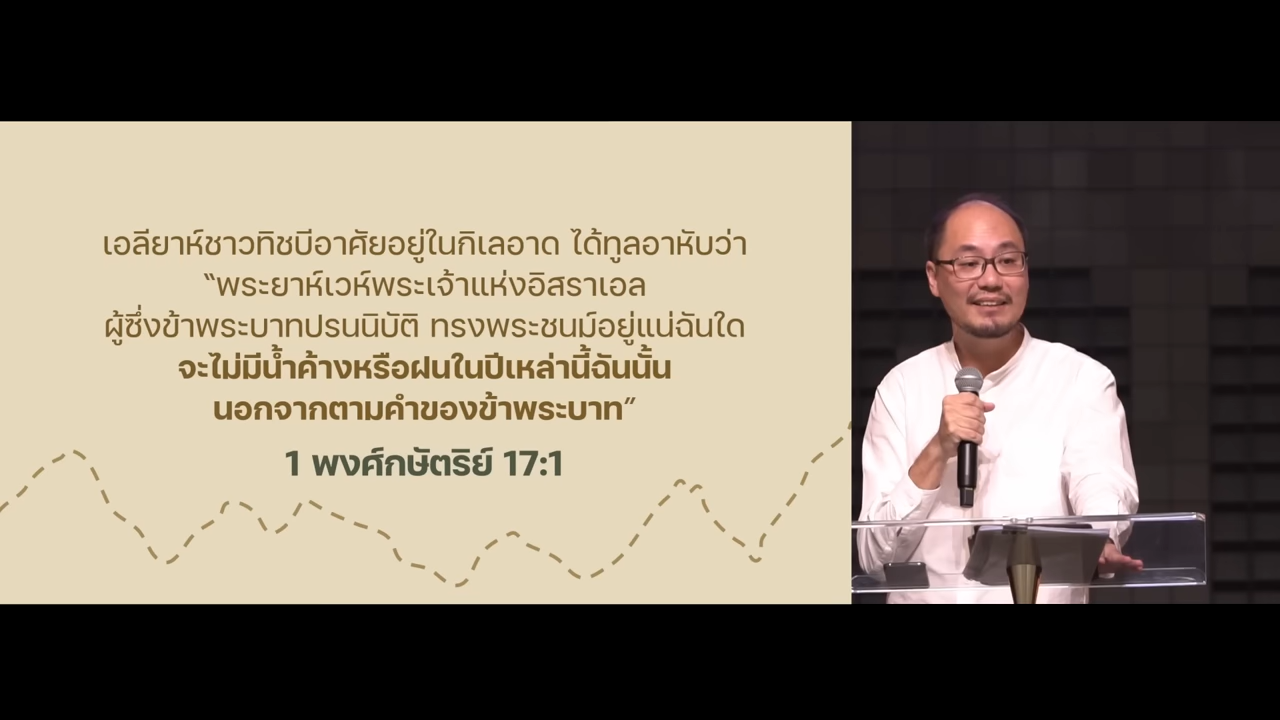 เอลียาห์ชาวทิชบีอาศัยอยู่ในกิเลอาด ได้ทูลอาหับว่า
“พระยาห์เวห์พระเจ้าแห่งอิสราเอล
ผู้ซึ่งข้าพระบาทปรนนิบัติ ทรงพระชนม์อยู่แน่ฉันใด
จะไม่มีน้ำค้างหรือฝนในปีเหล่านี้ฉันนั้น
นอกจากตามคำของข้าพระบาท”
1 พงศ์กษัตริย์ 17:1